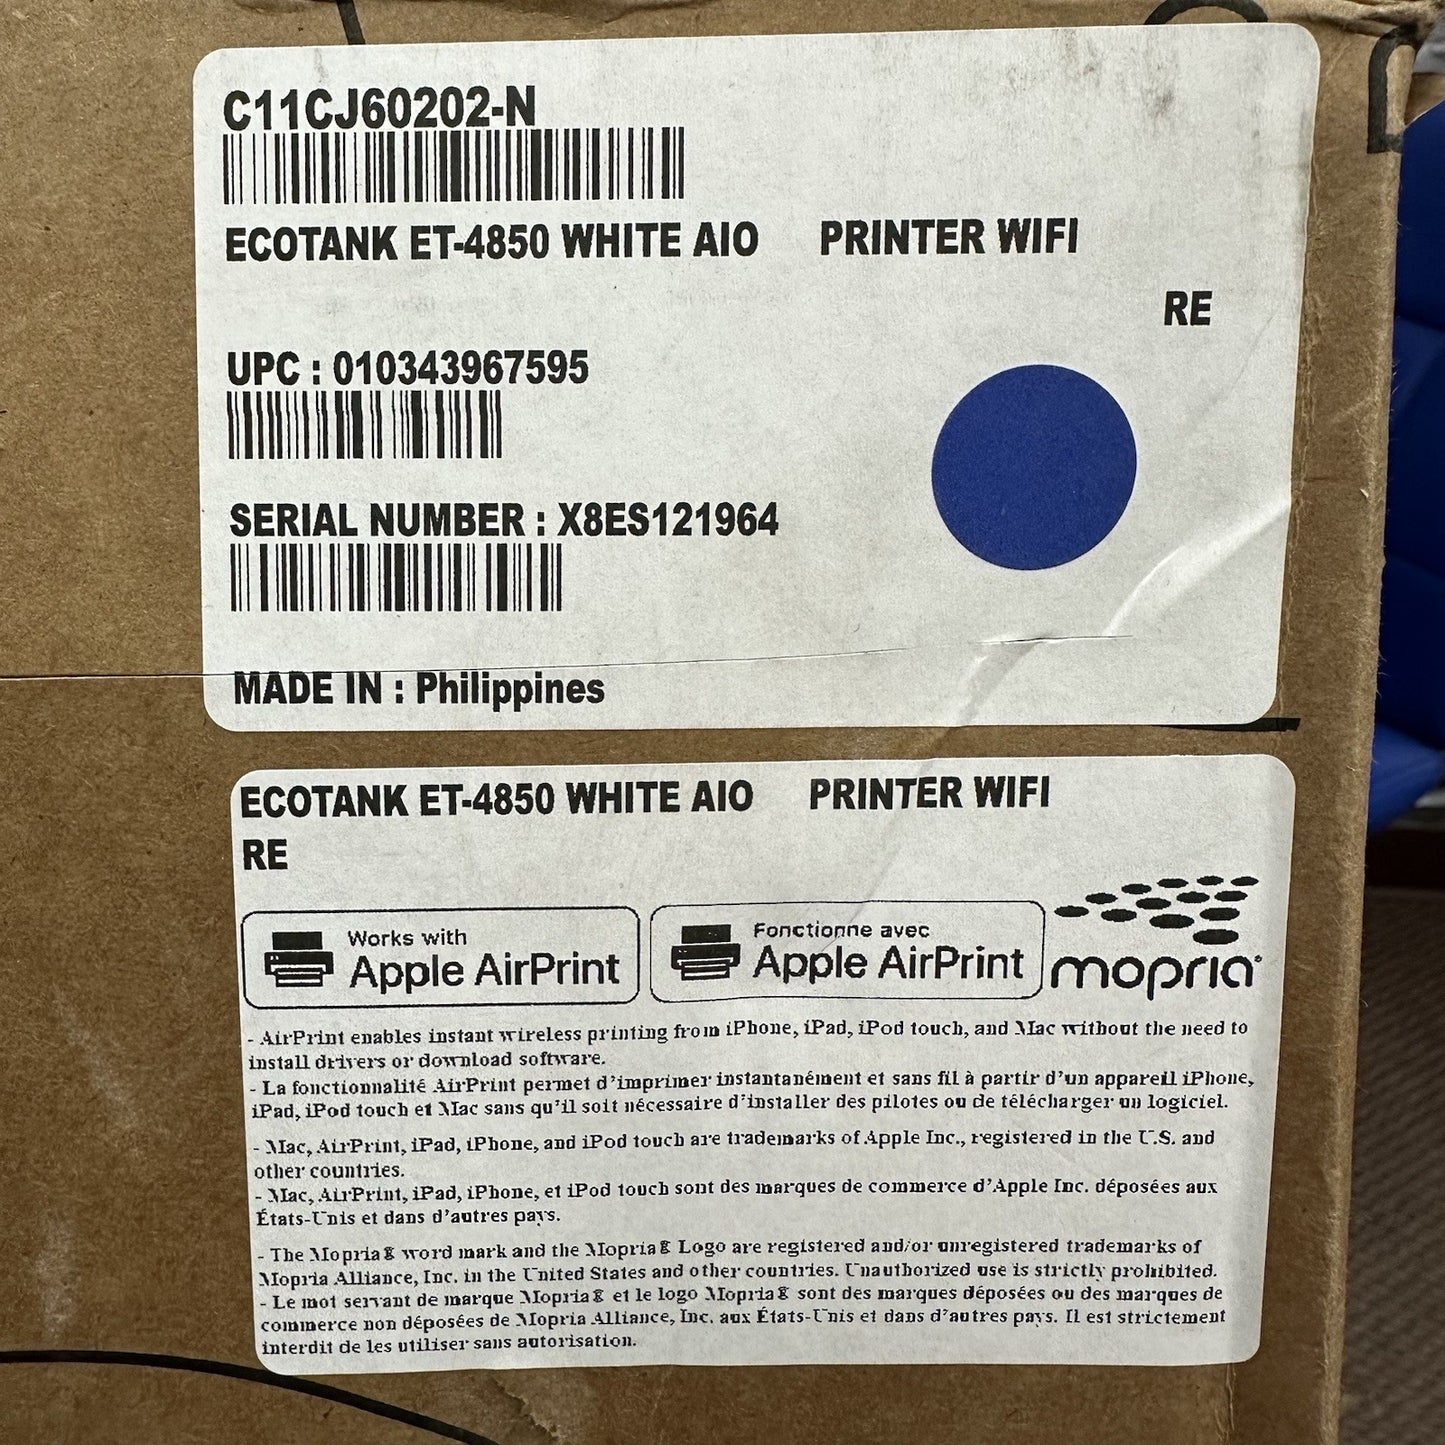 C11CJ60202-N
ECOTANK ET-4850 WHITE AIO PRINTER WIFI
RE
UPC : 010343967595
SERIAL NUMBER : X8ES121964
MADE IN : Philippines
ECOTANK ET-4850 WHITE AIO PRINTER WIFI
RE
Works with
Apple AirPrint
Fonctionne avec
Apple AirPrint
mopria®
- AirPrint enables instant wireless printing from iPhone, iPad, iPod touch, and Mac without the need to
install drivers or download software.
- La fonctionnalité AirPrint permet d'imprimer instantanément et sans fil à partir d'un appareil iPhone,
iPad, iPod touch et Mac sans qu'il soit nécessaire d'installer des pilotes ou de télécharger un logiciel.
- Mac, AirPrint, iPad, iPhone, and iPod touch are trademarks of Apple Inc., registered in the U.S. and
other countries.
- Mac, AirPrint, iPad, iPhone, et iPod touch sont des marques de commerce d'Apple Inc. déposées aux
États-Unis et dans d'autres pays.
- The Mopria® word mark and the Mopria® Logo are registered and/or unregistered trademarks of
Mopria Alliance, Inc. in the United States and other countries. Unauthorized use is strictly prohibited.
- Le mot servant de marque Mopria® et le logo Mopria® sont des marques déposées ou des marques de
commerce non déposées de Mopria Alliance, Inc. aux États-Unis et dans d'autres pays. Il est strictement
interdit de les utiliser sans autorisation.